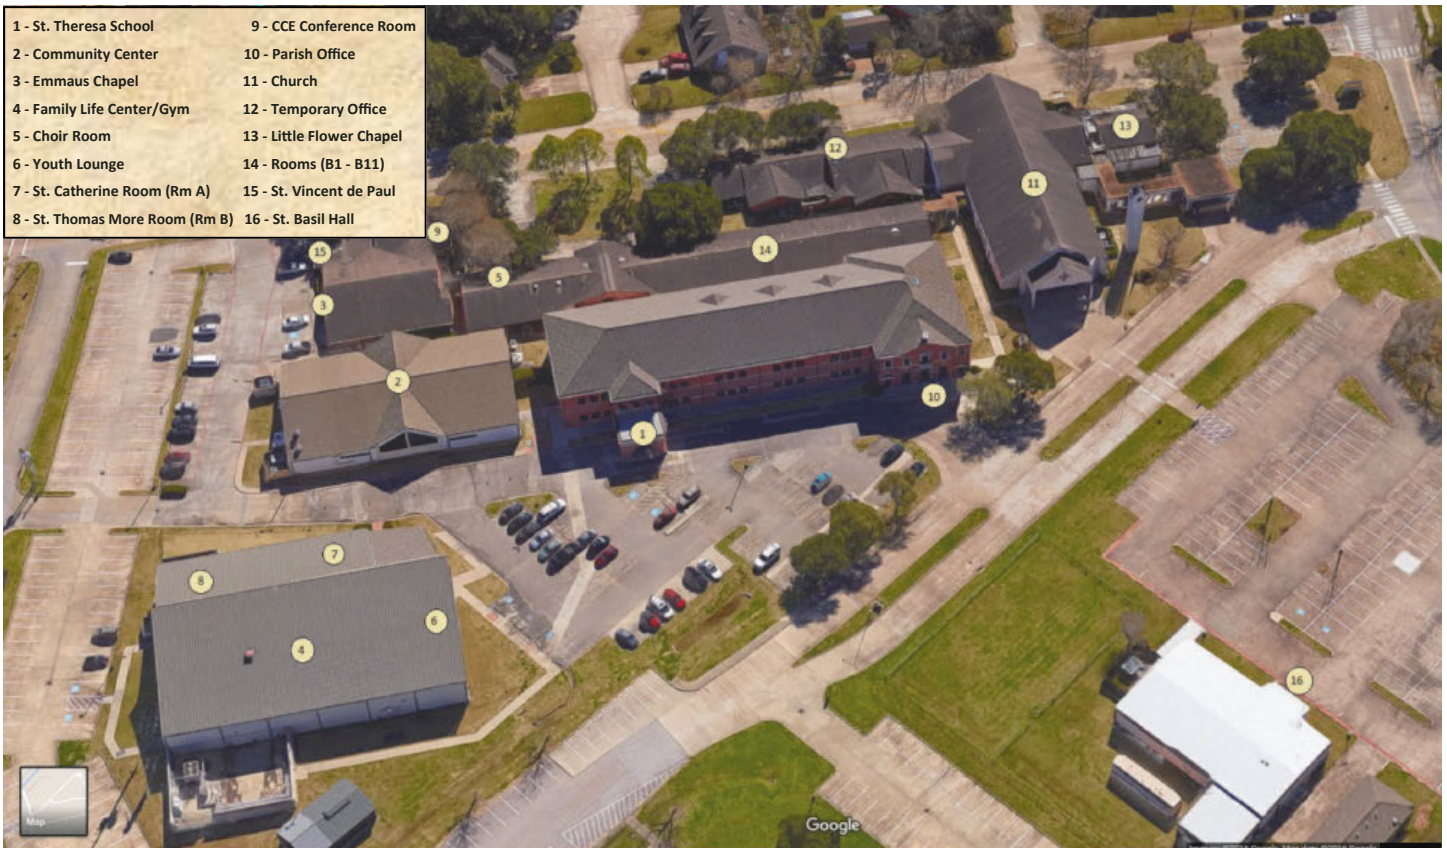 1 - St. Theresa School
2 - Community Center
3 - Emmaus Chapel
4 - Family Life Center/Gym
5 - Choir Room
6 - Youth Lounge
7 - St. Catherine Room (Rm A)
8 - St. Thomas More Room (Rm B)
9 - CCE Conference Room
10 - Parish Office
11 - Church
12 - Temporary Office
13 - Little Flower Chapel
14 - Rooms (B1 - B11)
15 - St. Vincent de Paul
16 - St. Basil Hall
13
12
11
9
15
14
5
3
2
10
1
7
8
6
4
16
Map
Google